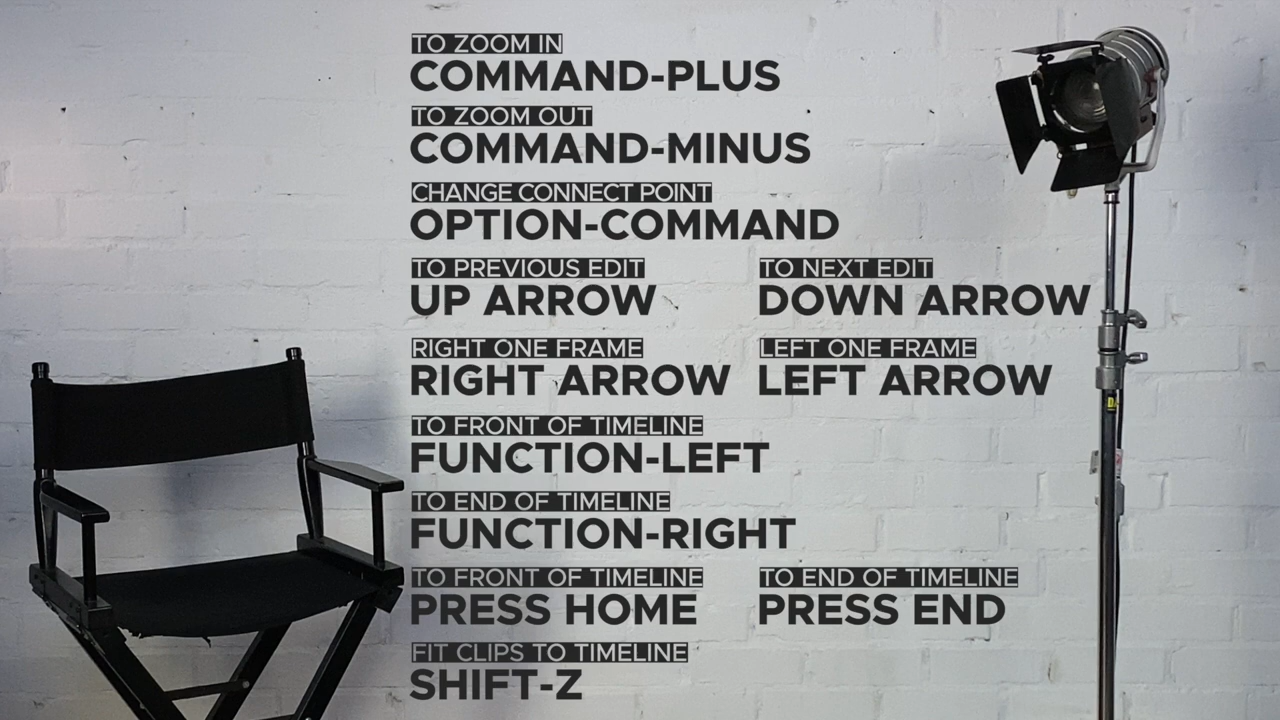 TO ZOOM IN
COMMAND-PLUS
TO ZOOM OUT
COMMAND-MINUS
CHANGE CONNECT POINT
OPTION-COMMAND
TO PREVIOUS EDIT
UP ARROW
TO NEXT EDIT
DOWN ARROW
RIGHT ONE FRAME
RIGHT ARROW
LEFT ONE FRAME
LEFT ARROW
TO FRONT OF TIMELINE
FUNCTION-LEFT
TO END OF TIMELINE
FUNCTION-RIGHT
TO FRONT OF TIMELINE
PRESS HOME
TO END OF TIMELINE
PRESS END
FIT CLIPS TO TIMELINE
SHIFT-Z